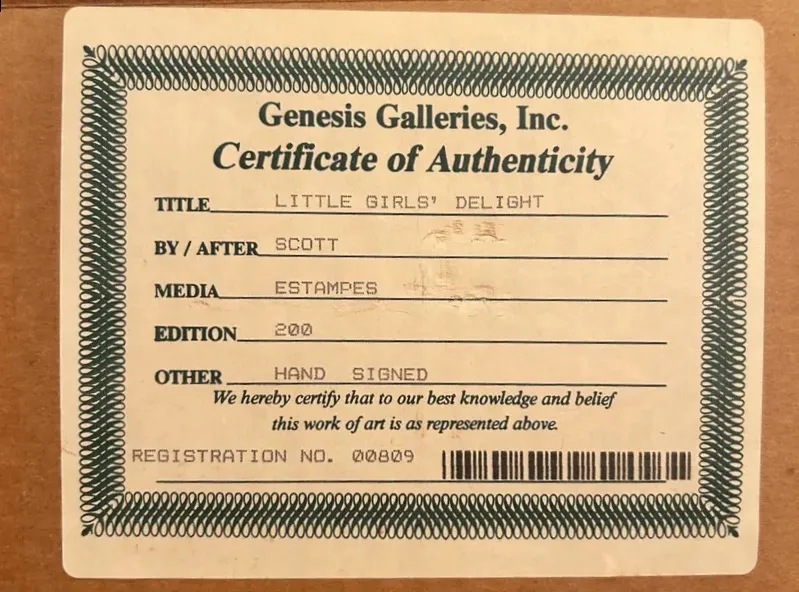 Genesis Galleries, Inc.
Certificate of Authenticity
TITLE LITTLE GIRLS' DELIGHT
BY / AFTER SCOTT
MEDIA ESTAMPES
EDITION 200
OTHER HAND SIGNED
We hereby certify that to our best knowledge and belief
this work of art is as represented above.
REGISTRATION NO. 00809